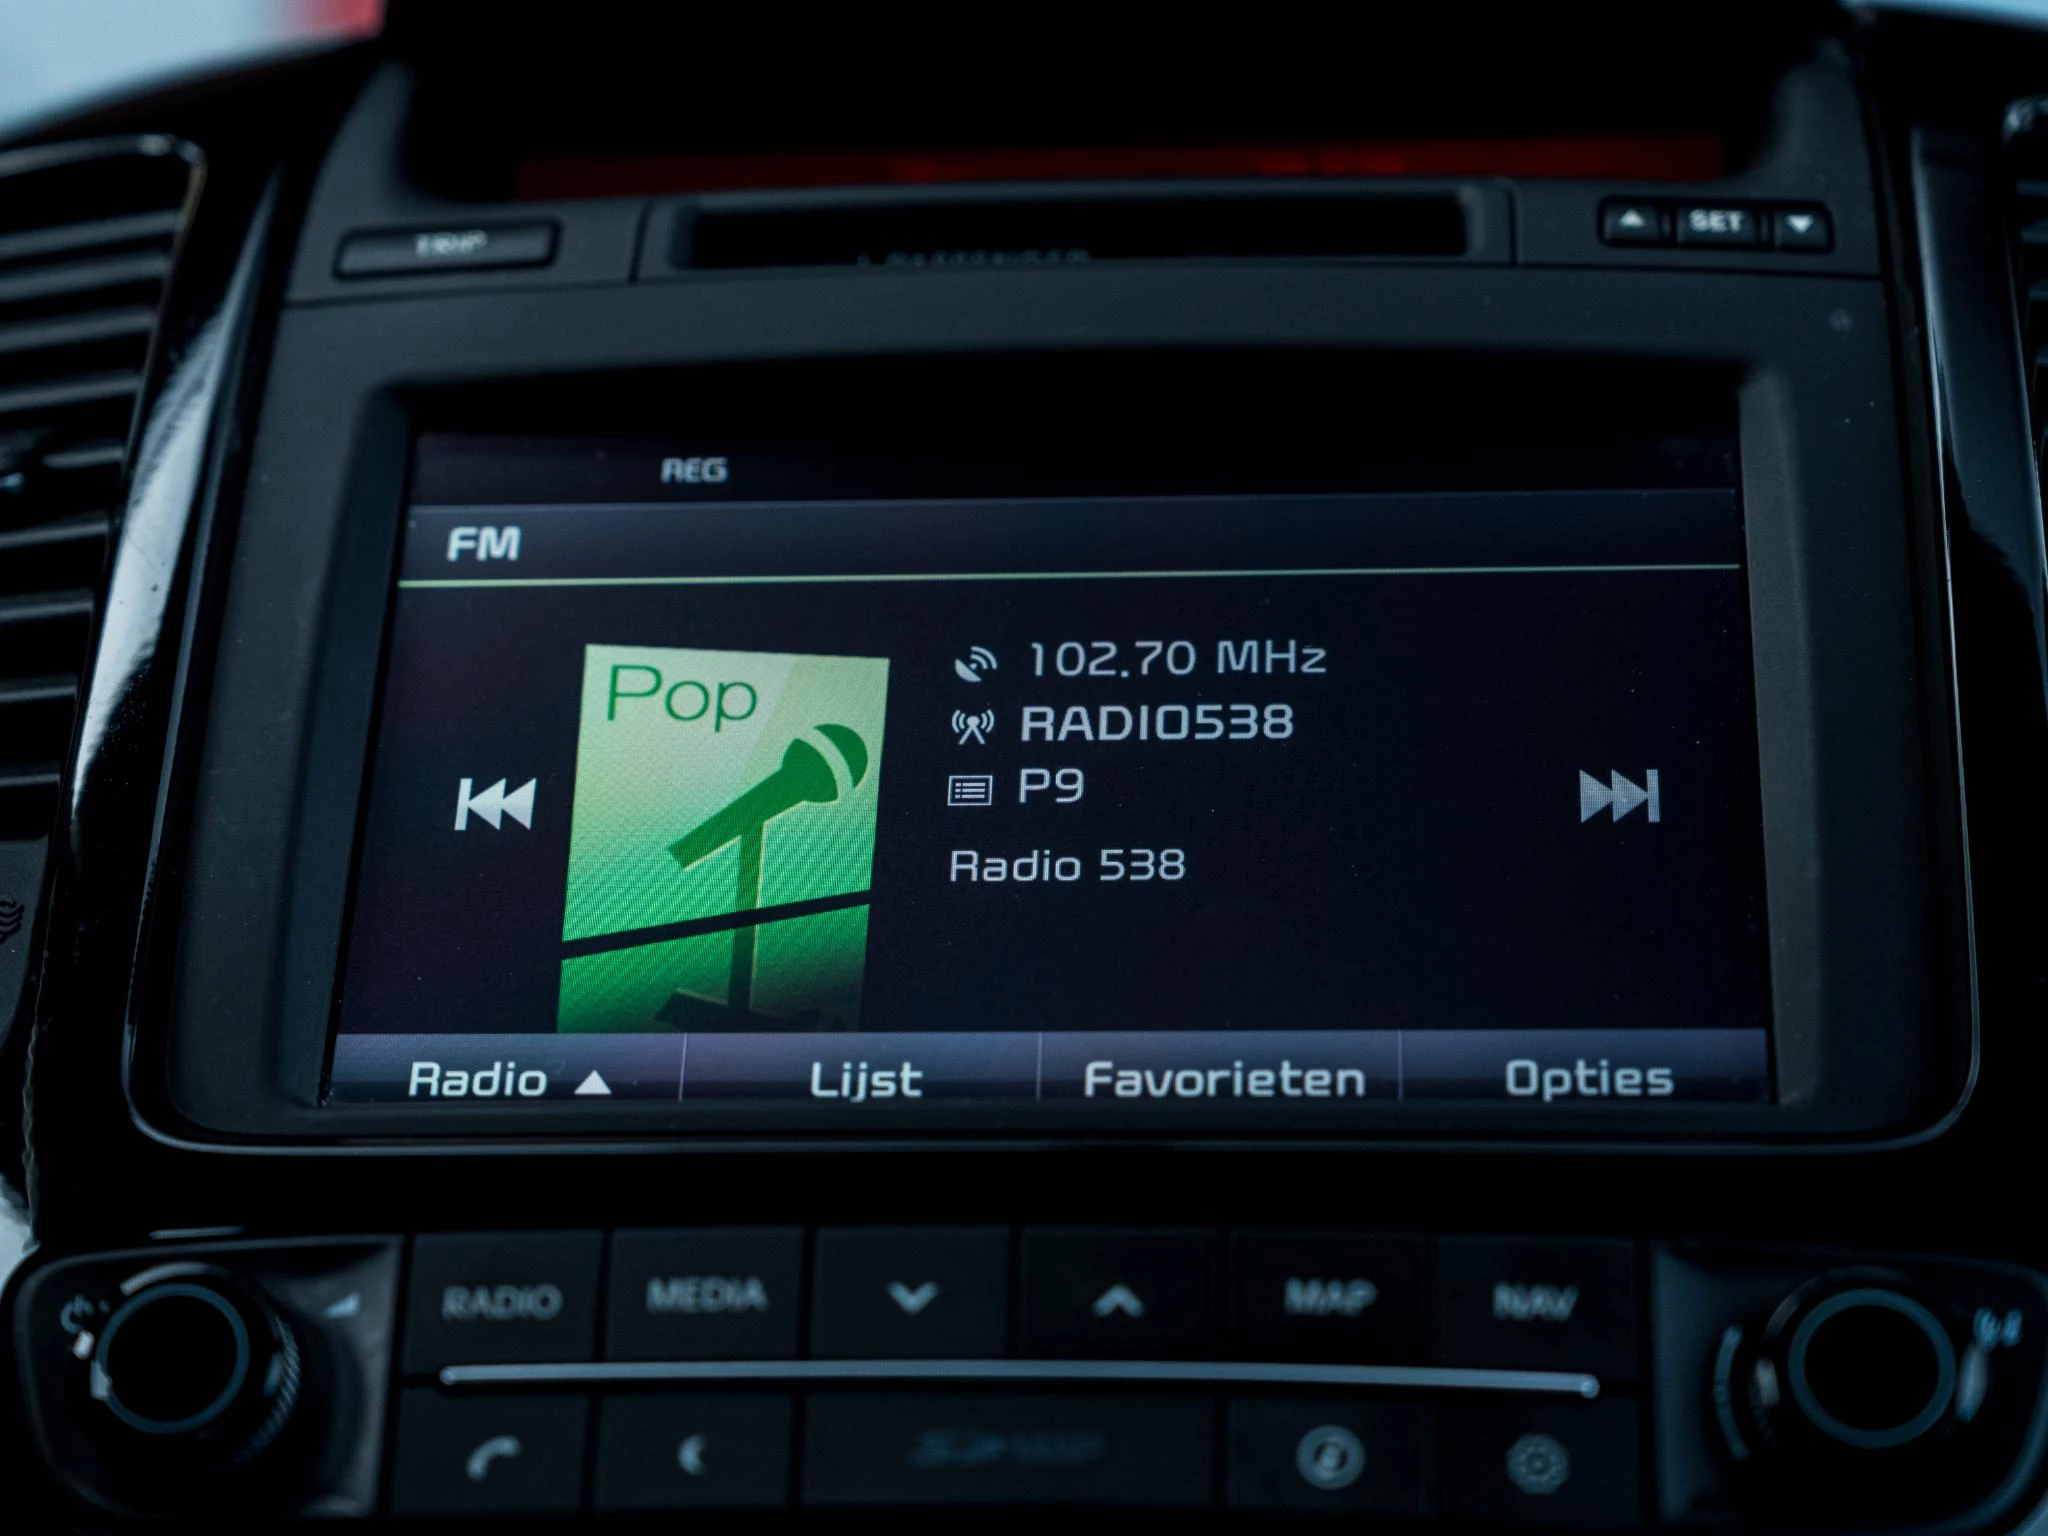 TRIP
SET
REG
FM
Pop
102.70 MHz
RADIO538
P9
Radio 538
Radio Lijst Favorieten Opties
RADIO MEDIA MAP NAV